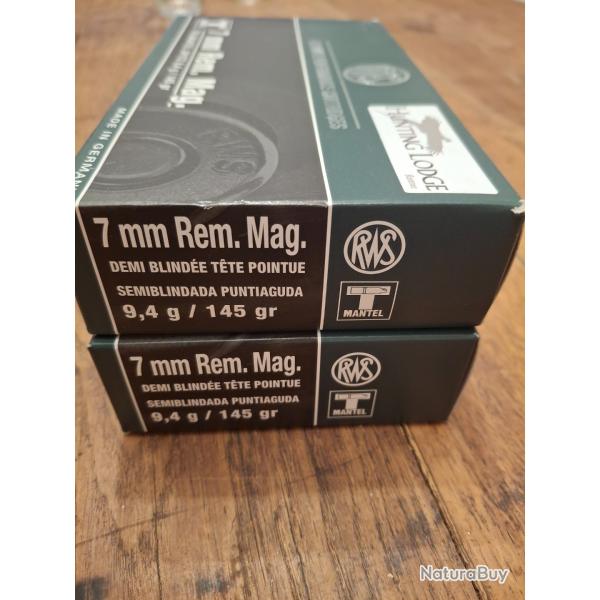 7 mm Rem. Mag.
MADE IN GERMANY
RWS
HUNTING LODGE
7 mm Rem. Mag.
DEMI BLINDÉE TÊTE POINTUE
SEMIBLINDADA PUNTIAGUDA
9,4 g / 145 gr
RWS
T
MANTEL
7 mm Rem. Mag.
DEMI BLINDÉE TÊTE POINTUE
SEMIBLINDADA PUNTIAGUDA
9,4 g / 145 gr
RWS
T
MANTEL
NaturaBuy